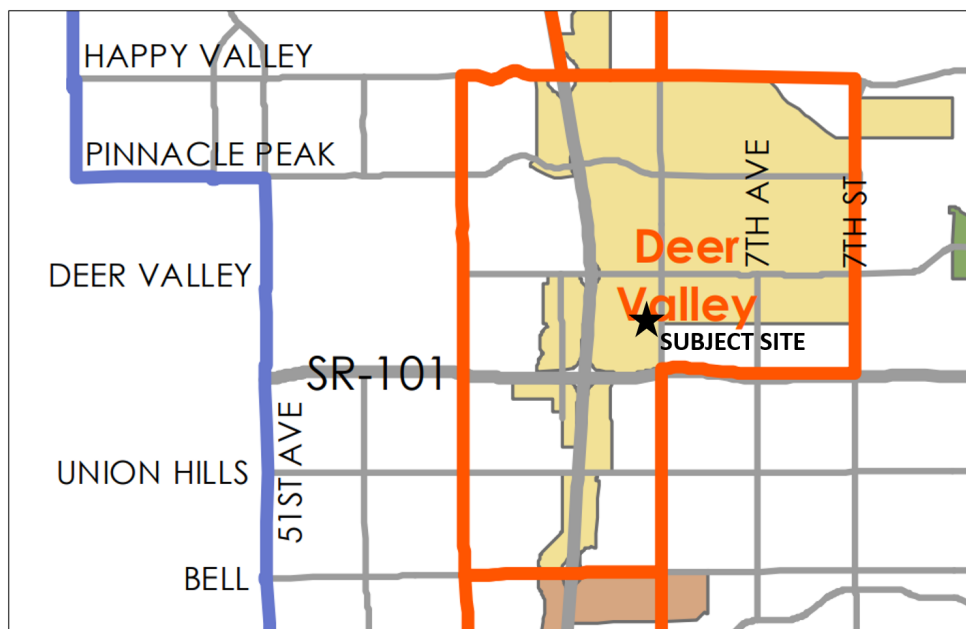 HAPPY VALLEY
PINNACLE PEAK
7TH AVE
7TH ST
Deer
DEER VALLEY
Valley
SUBJECT SITE
SR-101
51ST AVE
UNION HILLS
BELL